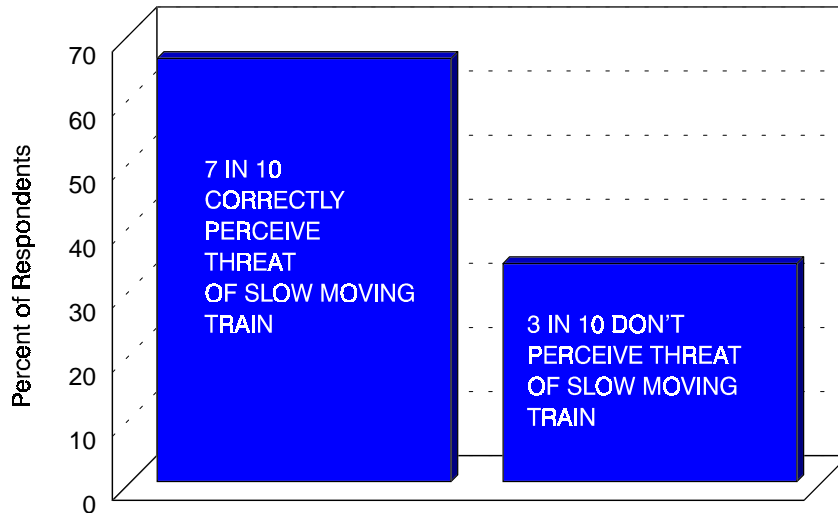 70
60
50
40
30
20
10
0
Percent of Respondents
7 IN 10
CORRECTLY
PERCEIVE
THREAT
OF SLOW MOVING
TRAIN
3 IN 10 DON'T
PERCEIVE THREAT
OF SLOW MOVING
TRAIN